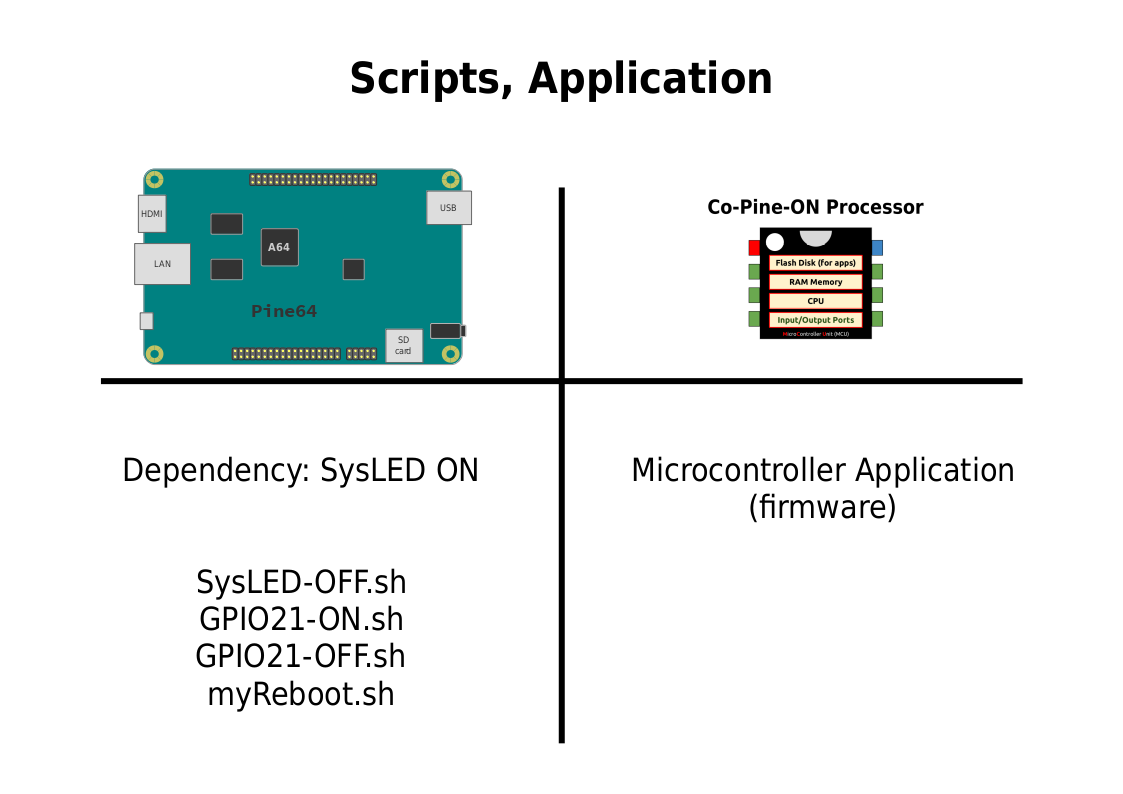 Scripts, Application
HDMI
LAN
A64
USB
Pine64
SD
card
Co-Pine-ON Processor
Flash Disk (for apps)
RAM Memory
CPU
Input/Output Ports
MicroController Unit (MCU)
Dependency: SysLED ON
SysLED-OFF.sh
GPIO21-ON.sh
GPIO21-OFF.sh
myReboot.sh
Microcontroller Application
(firmware)